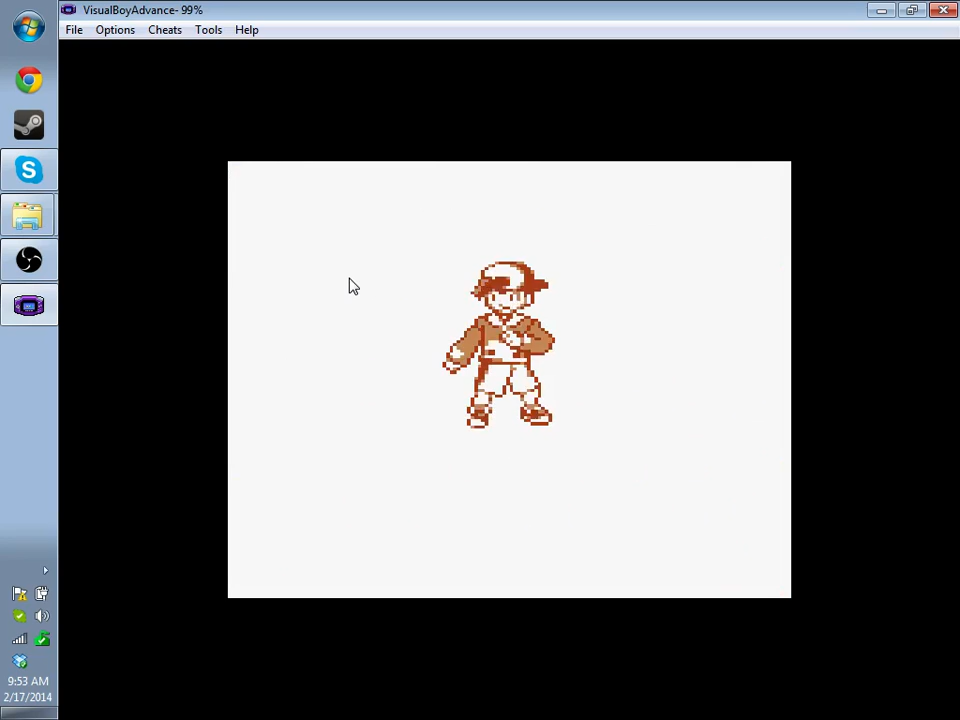 VisualBoyAdvance- 99%
File Options Cheats Tools Help
S
9:53 AM
2/17/2014